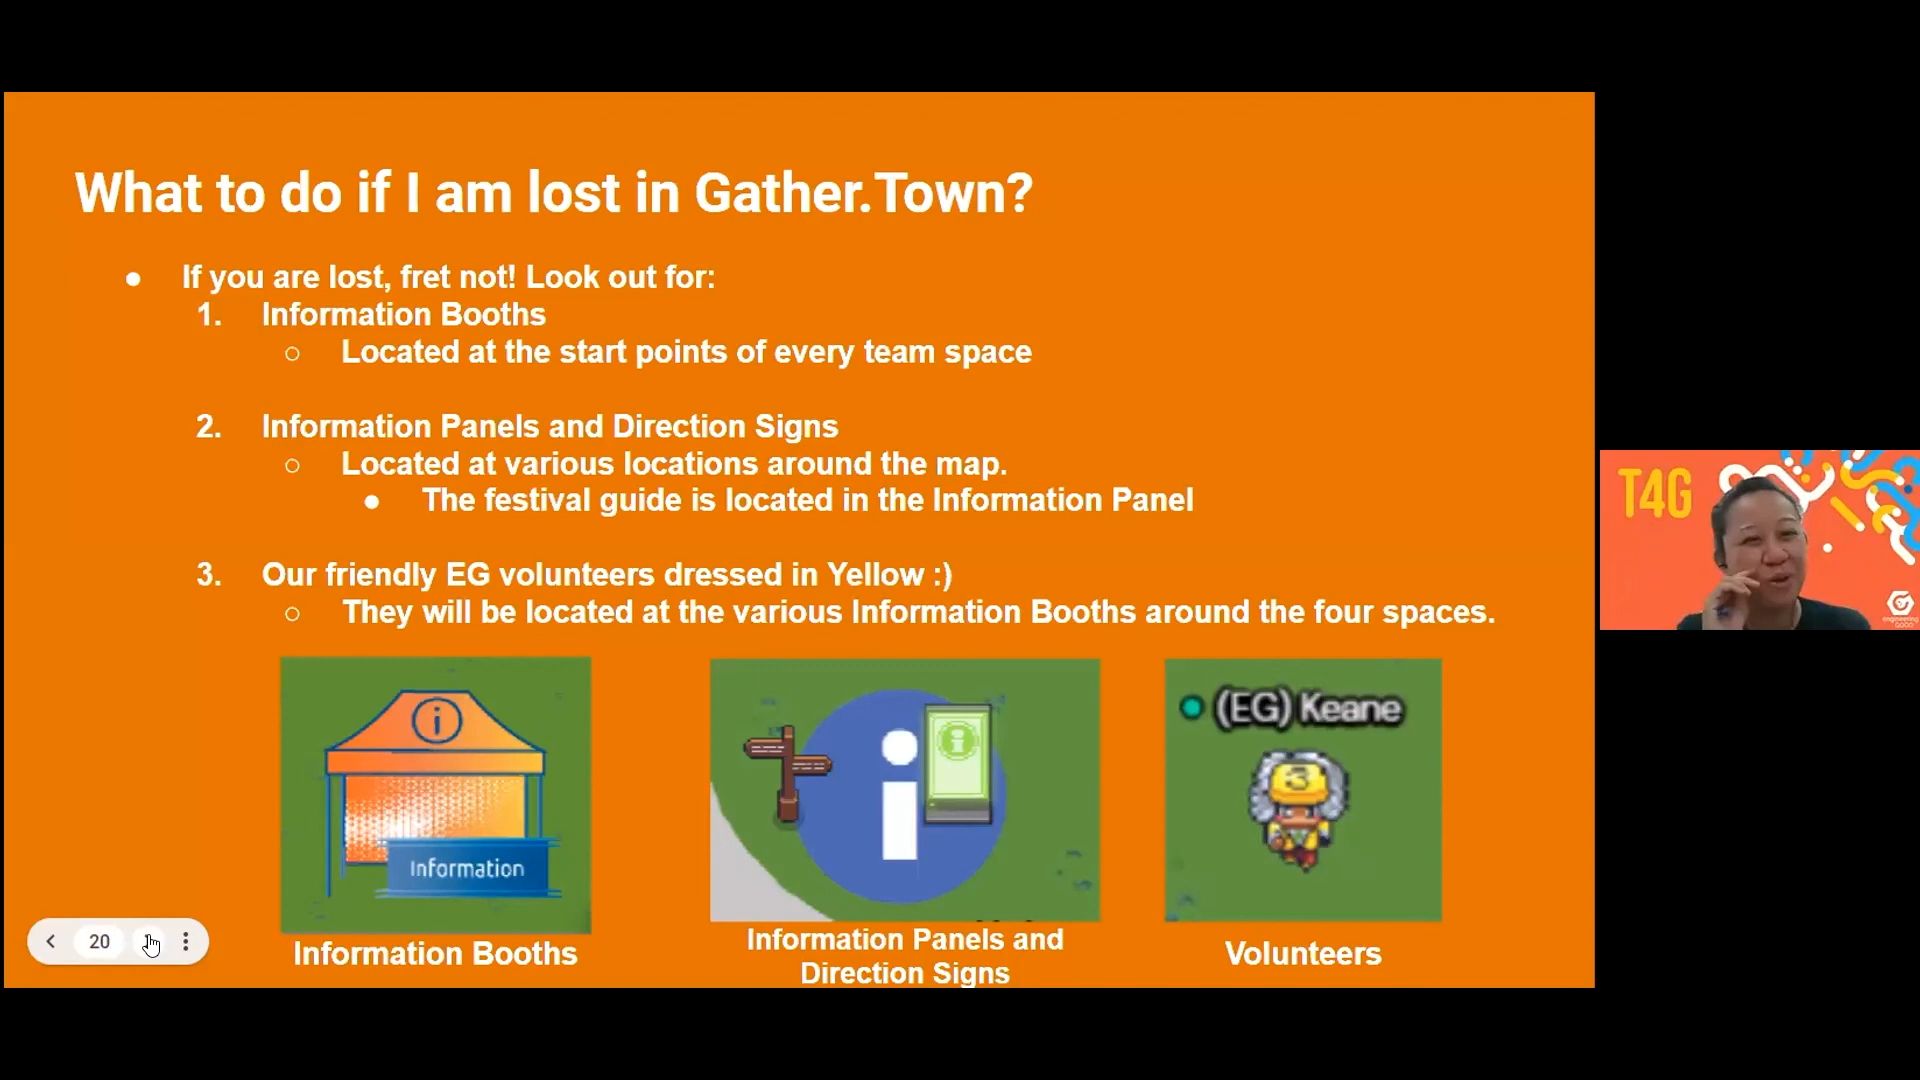 What to do if I am lost in Gather.Town?
● If you are lost, fret not! Look out for:
1. Information Booths
○ Located at the start points of every team space
2. Information Panels and Direction Signs
○ Located at various locations around the map.
● The festival guide is located in the Information Panel
3. Our friendly EG volunteers dressed in Yellow :)
○ They will be located at the various Information Booths around the four spaces.
T4G
engineering
GOOD
i
Information
i
i
(EG) Keane
3
Information Booths
Information Panels and
Direction Signs
Volunteers
20